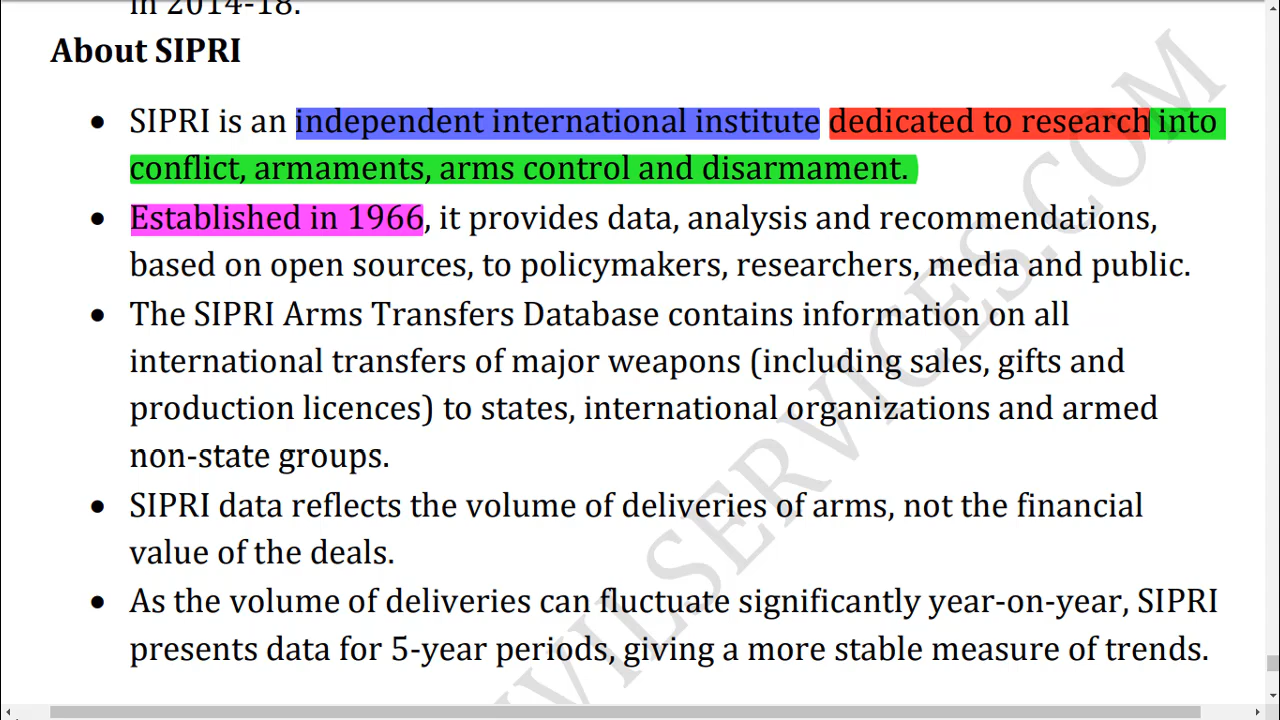 in 2014-18.
About SIPRI
• SIPRI is an independent international institute dedicated to research into
conflict, armaments, arms control and disarmament.
• Established in 1966, it provides data, analysis and recommendations,
based on open sources, to policymakers, researchers, media and public.
• The SIPRI Arms Transfers Database contains information on all
international transfers of major weapons (including sales, gifts and
production licences) to states, international organizations and armed
non-state groups.
• SIPRI data reflects the volume of deliveries of arms, not the financial
value of the deals.
• As the volume of deliveries can fluctuate significantly year-on-year, SIPRI
presents data for 5-year periods, giving a more stable measure of trends.
VILSERVICES.COM